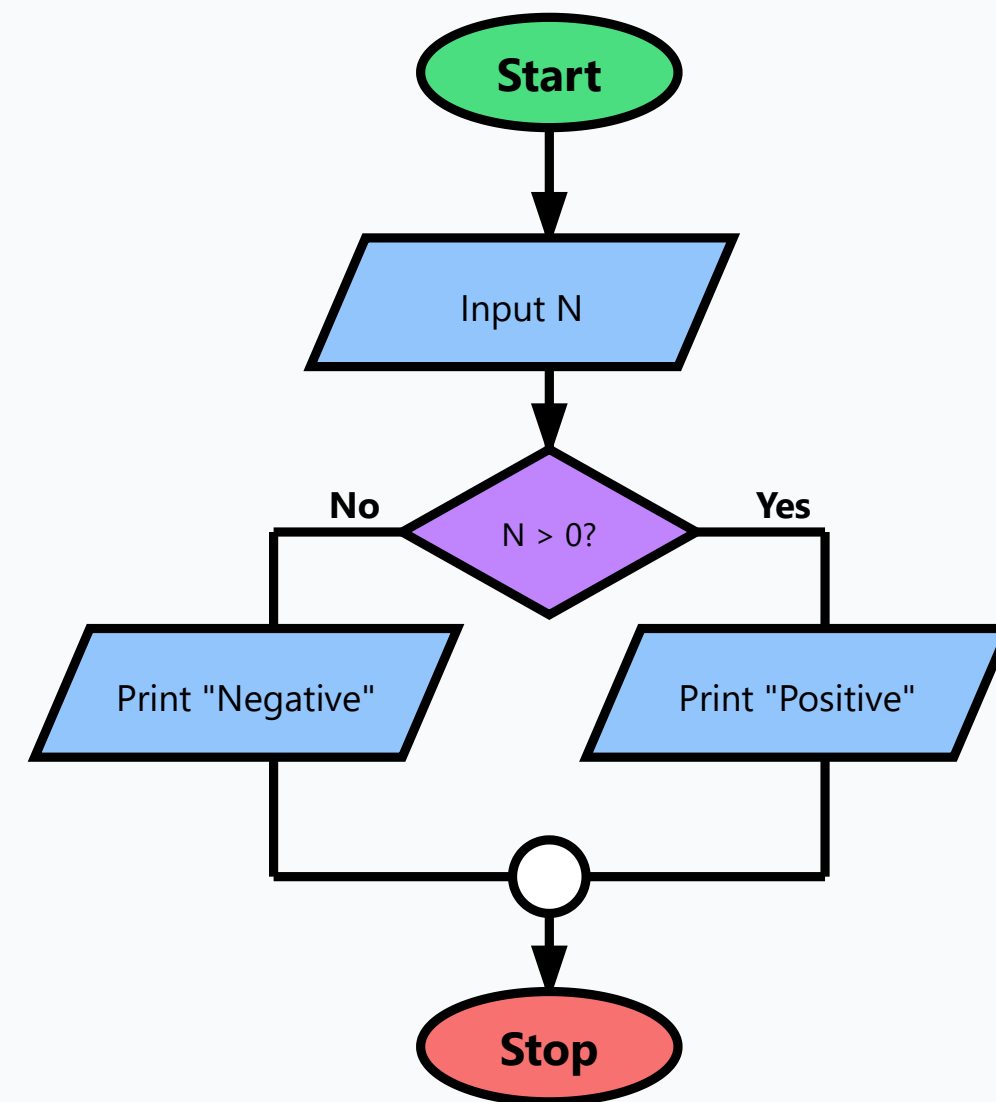 Start
Input N
No
Yes
N > 0?
Print "Negative"
Print "Positive"
Stop